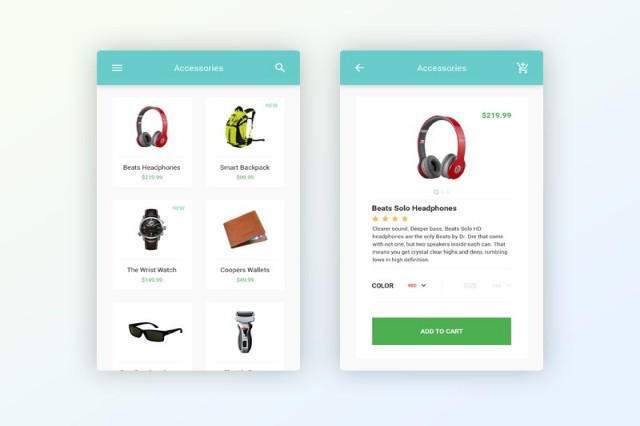 Accessories
NEW
Beats Headphones
Smart Backpack
$219.99
$99.99
NEW
The Wrist Watch
Coopers Wallets
$149.99
$49.99
Accessories
$219.99
Beats Solo Headphones
Clearer sound, Deeper bass, Beats Solo HD
headphones are the only Beats by Dr. Dre that come
with not one, but two speakers inside each can. That
means you get crystal clear highs and deep, rumbling
lows in high definition.
COLOR RED SIZE
ADD TO CART